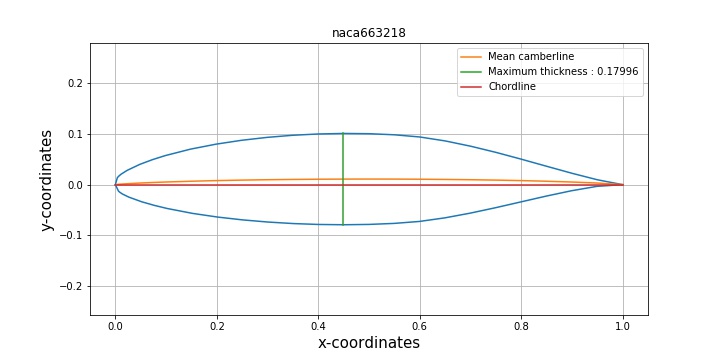 naca663218
Mean camberline
Maximum thickness : 0.17996
Chordline
y-coordinates
0.2
0.1
0.0
−0.1
−0.2
0.0 0.2 0.4 0.6 0.8 1.0
x-coordinates